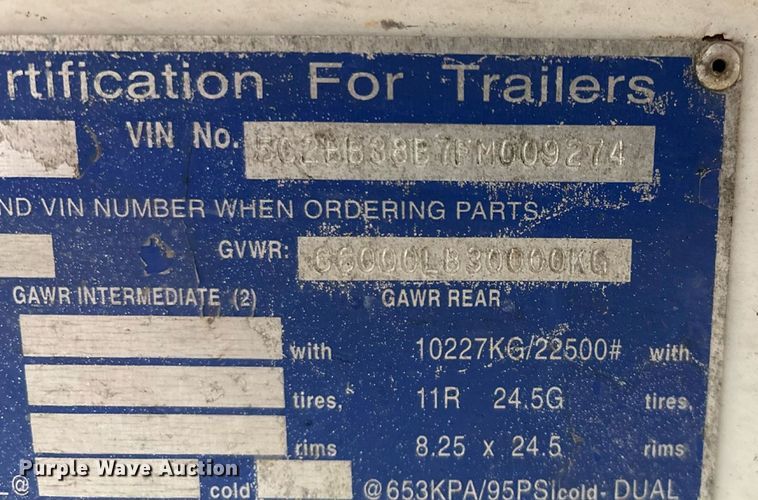 rtification For Trailers
VIN No. 5C2BB38B7FM009274
ND VIN NUMBER WHEN ORDERING PARTS
GVWR: 66000LB30000KG
GAWR INTERMEDIATE (2) GAWR REAR
with 10227KG/22500# with
tires, 11R 24.5G tires,
rims 8.25 x 24.5 rims
@ cold @653KPA/95PSI cold: DUAL
Purple Wave Auction